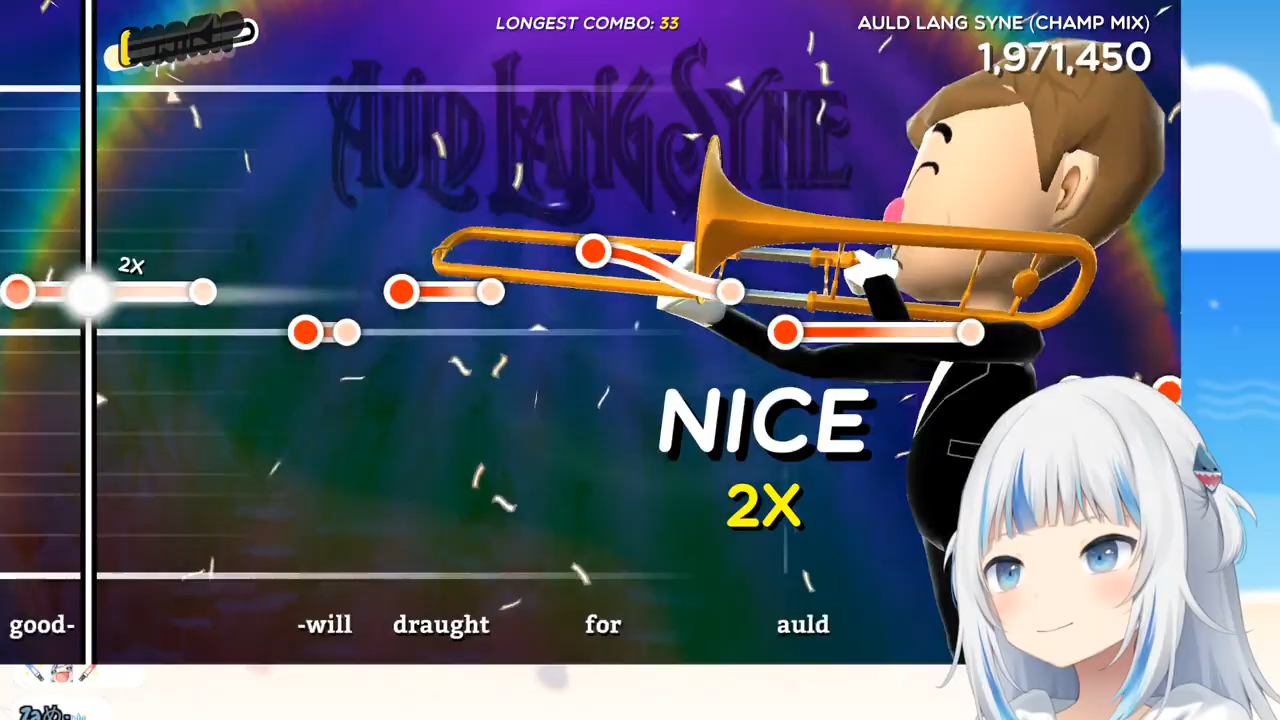 LONGEST COMBO: 33
AULD LANG SYNE (CHAMP MIX)
1,971,450
AULD LANG SYNE
2X
NICE
2X
good- -will draught for auld